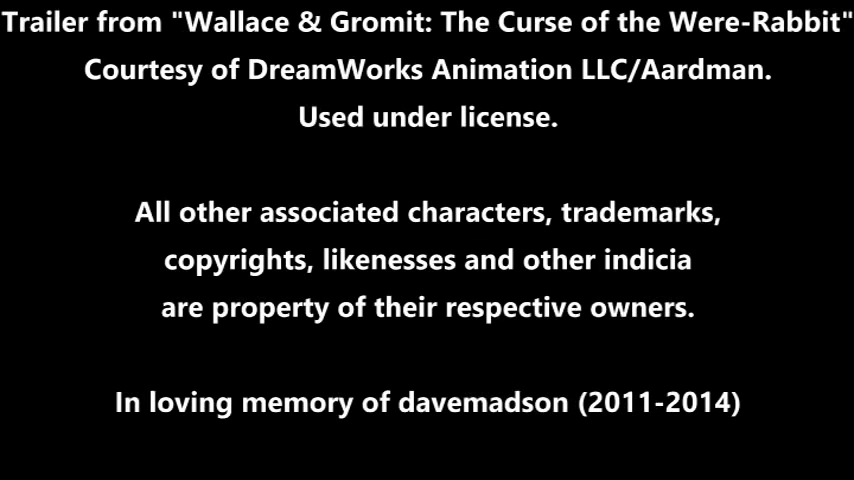 Trailer from "Wallace & Gromit: The Curse of the Were-Rabbit"
Courtesy of DreamWorks Animation LLC/Aardman.
Used under license.
All other associated characters, trademarks,
copyrights, likenesses and other indicia
are property of their respective owners.
In loving memory of davemadson (2011-2014)